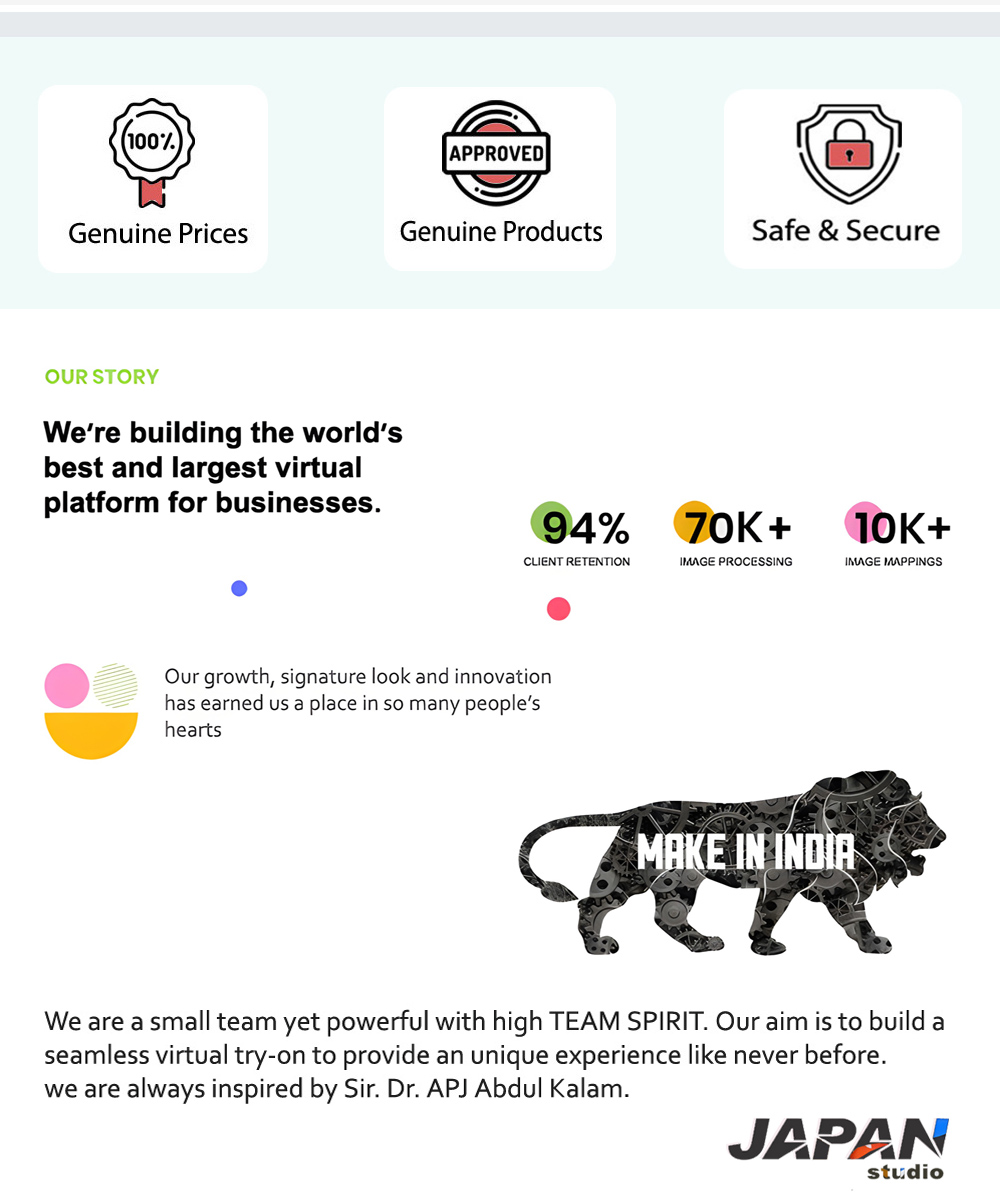 100%
Genuine Prices
APPROVED
Genuine Products
Safe & Secure
OUR STORY
We're building the world's
best and largest virtual
platform for businesses.
94%
CLIENT RETENTION
70K+
IMAGE PROCESSING
10K+
IMAGE MAPPINGS
Our growth, signature look and innovation
has earned us a place in so many people's
hearts
MAKE IN INDIA
We are a small team yet powerful with high TEAM SPIRIT. Our aim is to build a
seamless virtual try-on to provide an unique experience like never before.
we are always inspired by Sir. Dr. APJ Abdul Kalam.
JAPAN
studio